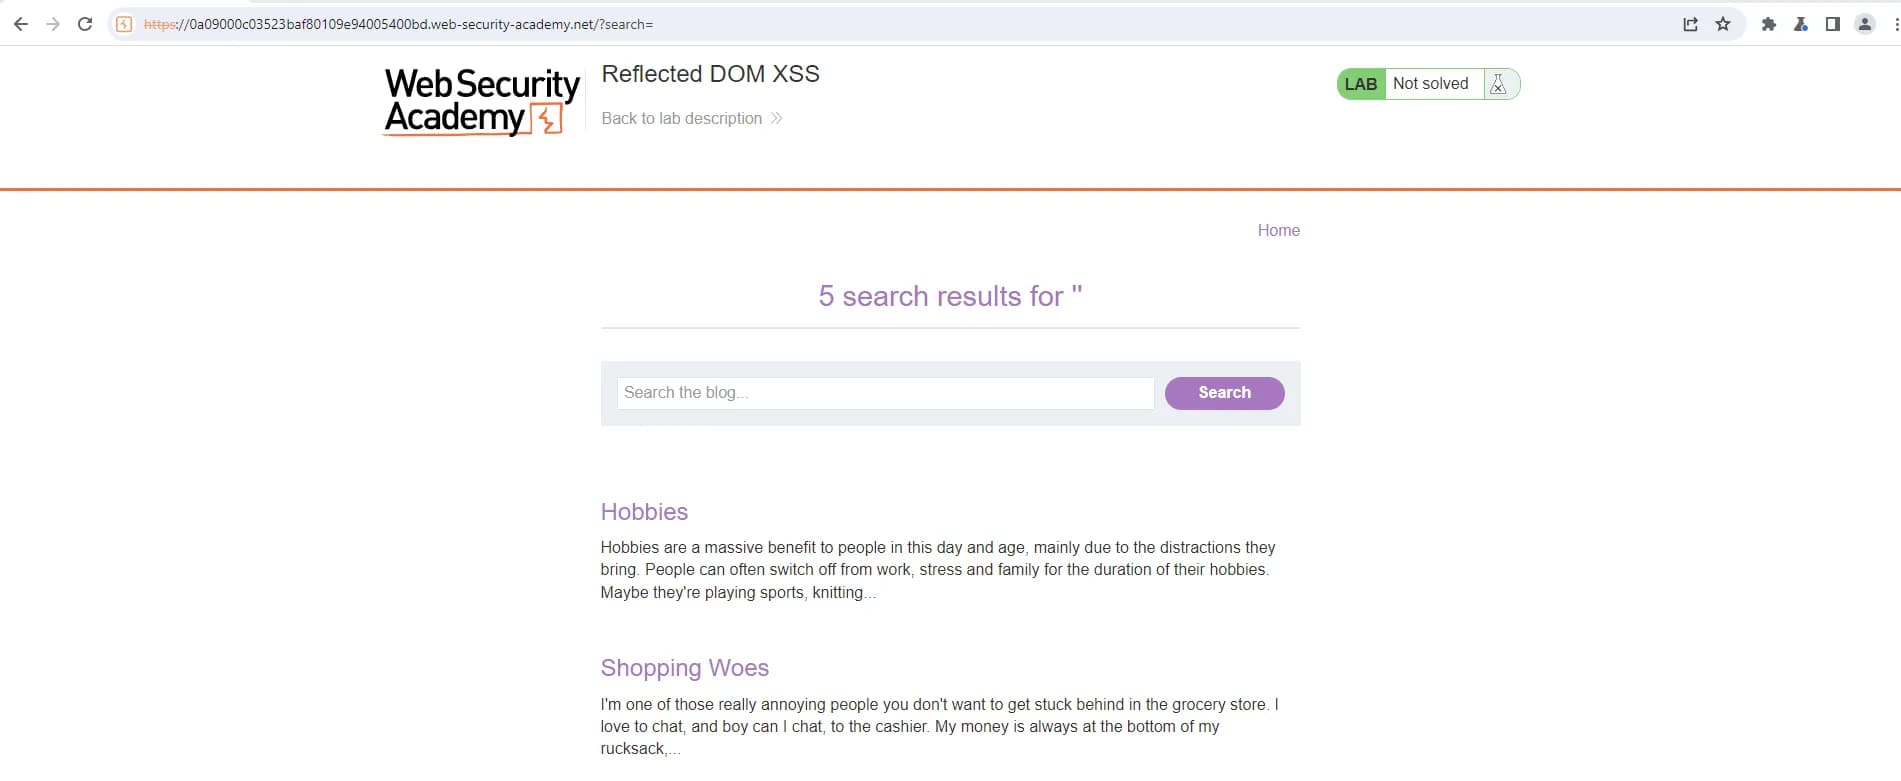 https://0a09000c03523baf80109e94005400bd.web-security-academy.net/?search=
Web Security
Academy
Reflected DOM XSS
Back to lab description
LAB Not solved
Home
5 search results for ''
Search the blog... Search
Hobbies
Hobbies are a massive benefit to people in this day and age, mainly due to the distractions they
bring. People can often switch off from work, stress and family for the duration of their hobbies.
Maybe they're playing sports, knitting...
Shopping Woes
I'm one of those really annoying people you don't want to get stuck behind in the grocery store. I
love to chat, and boy can I chat, to the cashier. My money is always at the bottom of my
rucksack,...